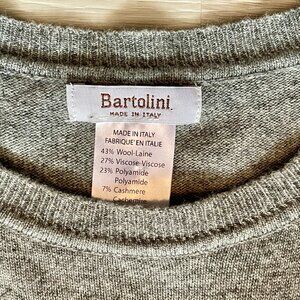 Bartolini
MADE IN ITALY
MADE IN ITALY
FABRIQUE' EN ITALIE
43% Wool-Laine
27% Viscose-Viscose
23% Polyamide
Polyamide
7% Cashmere